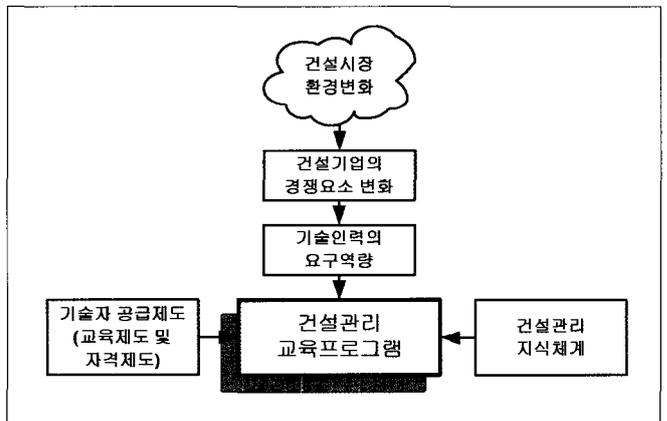 건설시장
환경변화
건설기업의
경쟁요소 변화
기술인력의
요구역량
기술자 공급제도
(교육제도 및
자격제도)
건설관리
교육프로그램
건설관리
지식체계